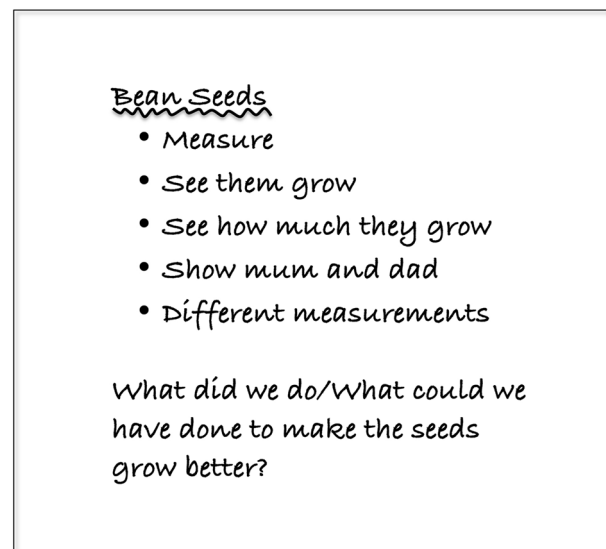 Bean Seeds
• Measure
• See them grow
• See how much they grow
• Show mum and dad
• Different measurements
What did we do/What could we
have done to make the seeds
grow better?